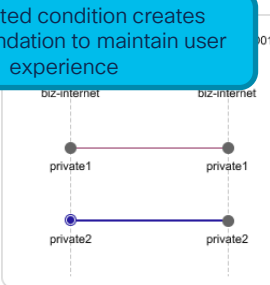 ted condition creates
ndation to maintain user
experience
biz-internet biz-internet
private1 private1
private2 private2